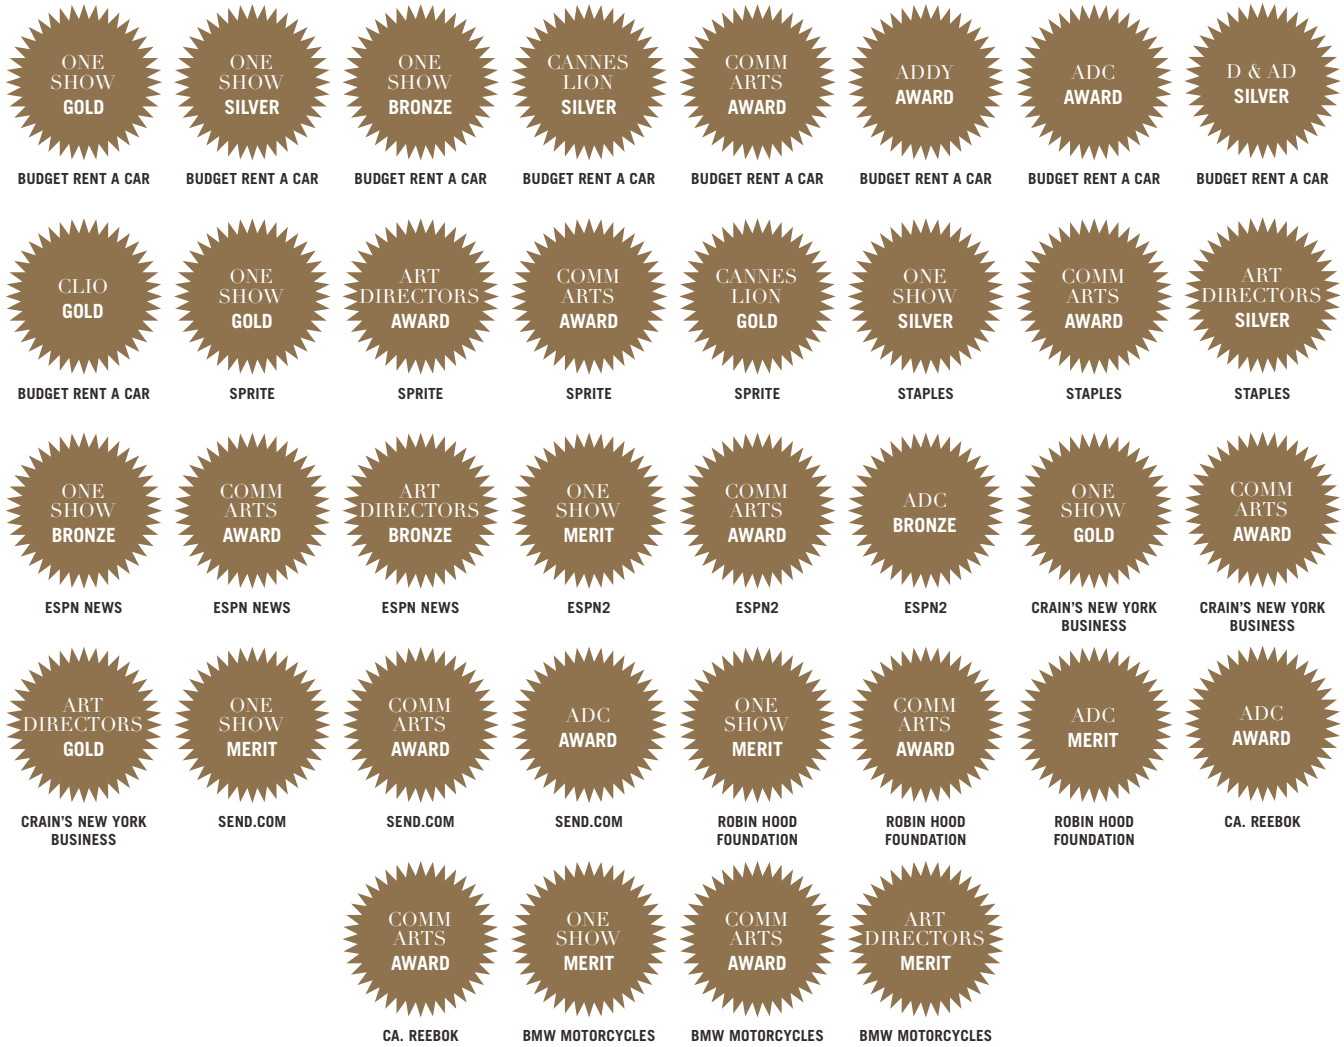 ONE
SHOW
GOLD
BUDGET RENT A CAR
ONE
SHOW
SILVER
BUDGET RENT A CAR
ONE
SHOW
BRONZE
BUDGET RENT A CAR
CANNES
LION
SILVER
BUDGET RENT A CAR
COMM
ARTS
AWARD
BUDGET RENT A CAR
ADDY
AWARD
BUDGET RENT A CAR
ADC
AWARD
BUDGET RENT A CAR
D & AD
SILVER
BUDGET RENT A CAR
CLIO
GOLD
BUDGET RENT A CAR
ONE
SHOW
GOLD
SPRITE
ART
DIRECTORS
AWARD
SPRITE
COMM
ARTS
AWARD
SPRITE
CANNES
LION
GOLD
SPRITE
ONE
SHOW
SILVER
STAPLES
COMM
ARTS
AWARD
STAPLES
ART
DIRECTORS
SILVER
STAPLES
ONE
SHOW
BRONZE
ESPN NEWS
COMM
ARTS
AWARD
ESPN NEWS
ART
DIRECTORS
BRONZE
ESPN NEWS
ONE
SHOW
MERIT
ESPN2
COMM
ARTS
AWARD
ESPN2
ADC
BRONZE
ESPN2
ONE
SHOW
GOLD
CRAIN'S NEW YORK
BUSINESS
COMM
ARTS
AWARD
CRAIN'S NEW YORK
BUSINESS
ART
DIRECTORS
GOLD
CRAIN'S NEW YORK
BUSINESS
ONE
SHOW
MERIT
SEND.COM
COMM
ARTS
AWARD
SEND.COM
ADC
AWARD
SEND.COM
ONE
SHOW
MERIT
ROBIN HOOD
FOUNDATION
COMM
ARTS
AWARD
ROBIN HOOD
FOUNDATION
ADC
MERIT
ROBIN HOOD
FOUNDATION
ADC
AWARD
CA. REEBOK
COMM
ARTS
AWARD
CA. REEBOK
ONE
SHOW
MERIT
BMW MOTORCYCLES
COMM
ARTS
AWARD
BMW MOTORCYCLES
ART
DIRECTORS
MERIT
BMW MOTORCYCLES